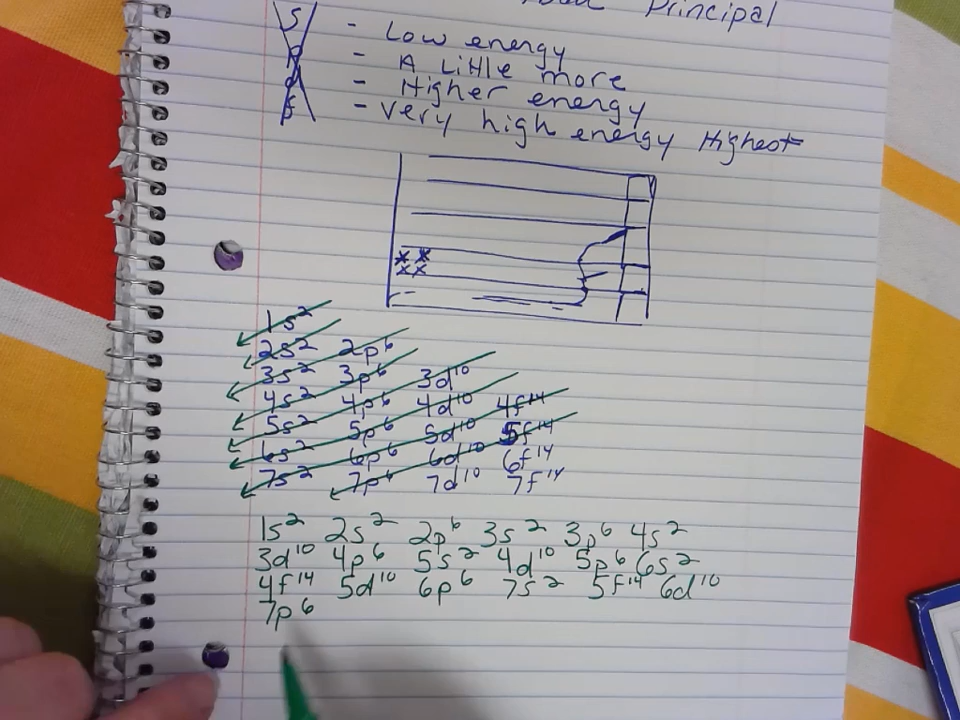 Principal
S - Low energy
P - A Little more
d - Higher energy
f - Very high energy Highest
1s² 
2s² 2p⁶
3s² 3p⁶ 3d¹⁰
4s² 4p⁶ 4d¹⁰ 4f¹⁴
5s² 5p⁶ 5d¹⁰ 5f¹⁴
6s² 6p⁶ 6d¹⁰ 6f¹⁴
7s² 7p⁶ 7d¹⁰ 7f¹⁴
1s² 2s² 2p⁶ 3s² 3p⁶ 4s²
3d¹⁰ 4p⁶ 5s² 4d¹⁰ 5p⁶ 6s²
4f¹⁴ 5d¹⁰ 6p⁶ 7s² 5f¹⁴ 6d¹⁰
7p⁶